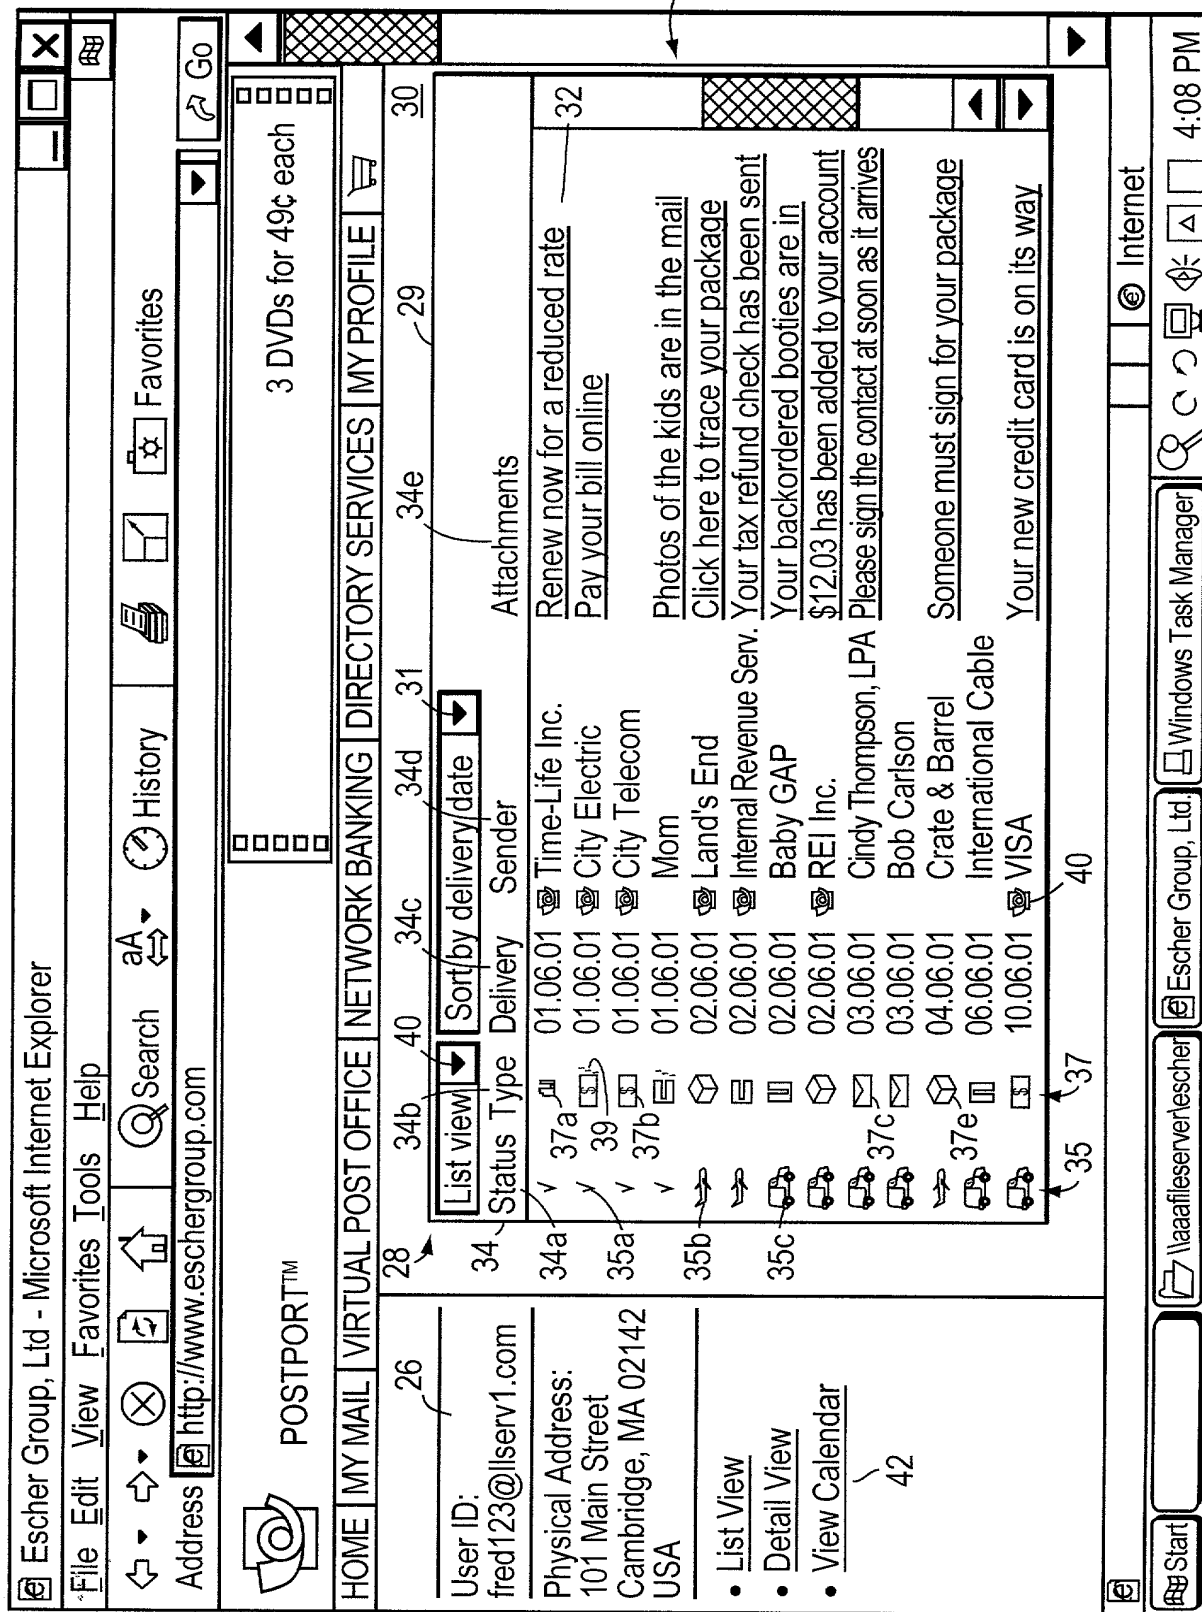 Escher Group, Ltd - Microsoft Internet Explorer
File Edit View Favorites Tools Help
Search aA History Favorites
Address http://www.eschergroup.com Go
POSTPORT™ 3 DVDs for 49¢ each
HOME MY MAIL VIRTUAL POST OFFICE NETWORK BANKING DIRECTORY SERVICES MY PROFILE
26 28 34b 40 34c 34d 31 34e 29 30
User ID:
fred123@llserv1.com
Physical Address:
101 Main Street
Cambridge, MA 02142
USA
• List View
• Detail View
• View Calendar
42
List view Sort by delivery date
34 Status Type Delivery Sender Attachments
34a 01.06.01 Time-Life Inc. Renew now for a reduced rate 32
37a
01.06.01 City Electric Pay your bill online
35a 39
01.06.01 City Telecom
37b
01.06.01 Mom Photos of the kids are in the mail
35b 02.06.01 Land's End Click here to trace your package
02.06.01 Internal Revenue Serv. Your tax refund check has been sent
35c 02.06.01 Baby GAP Your backordered booties are in
02.06.01 REI Inc. $12.03 has been added to your account
03.06.01 Cindy Thompson, LPA Please sign the contact at soon as it arrives
37c
03.06.01 Bob Carlson
04.06.01 Crate & Barrel Someone must sign for your package
37e
06.06.01 International Cable
10.06.01 VISA Your new credit card is on its way
35 37 40
Internet
Start \\aaafileserver\escher Escher Group, Ltd. Windows Task Manager 4:08 PM